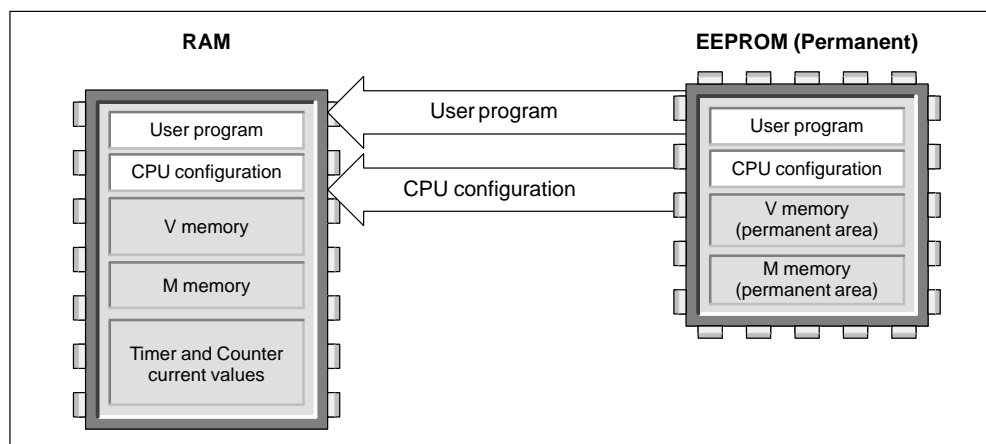 RAM
EEPROM (Permanent)
User program
CPU configuration
User program
CPU configuration
V memory
M memory
Timer and Counter
current values
User program
CPU configuration
V memory
(permanent area)
M memory
(permanent area)